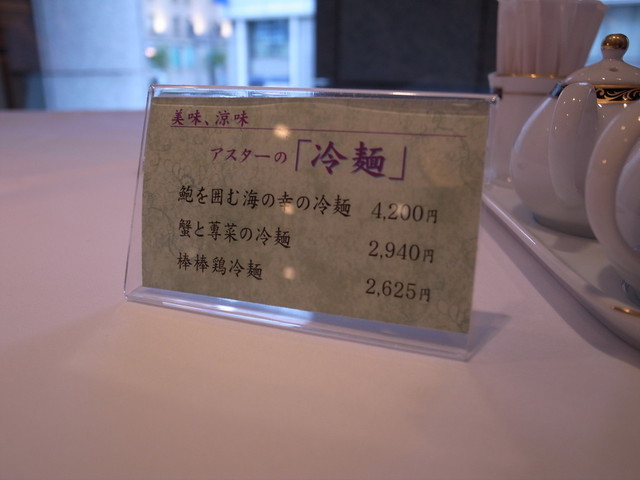 美味、涼味
アスターの「冷麺」
鮑を囲む海の幸の冷麺 4,200円
蟹と蓴菜の冷麺 2,940円
棒棒鶏冷麺 2,625円